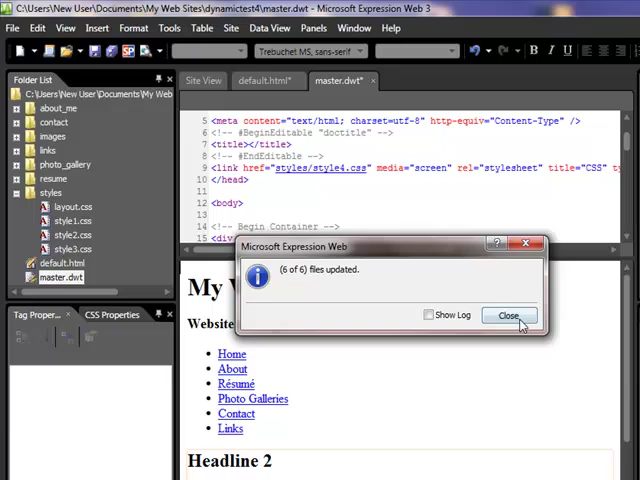 C:\Users\New User\Documents\My Web Sites\dynamictest4\master.dwt - Microsoft Expression Web 3
File Edit View Insert Format Tools Table Site Data View Panels Window Help
Trebuchet MS, sans-serif B I U
Folder List
Site View default.html* master.dwt*
C:\Users\New User\Documents\My Web
about_me
contact
images
links
photo_gallery
resume
styles
layout.css
style1.css
style2.css
style3.css
default.html
master.dwt
5 <meta content="text/html; charset=utf-8" http-equiv="Content-Type" />
6 <!-- #BeginEditable "doctitle" -->
7 <title></title>
8 <!-- #EndEditable -->
9 <link href="styles/style4.css" media="screen" rel="stylesheet" title="CSS" ty
10 </head>
11
12 <body>
13
14 <!-- Begin Container -->
15 <div
Microsoft Expression Web
(6 of 6) files updated.
Show Log Close
Tag Proper... CSS Properties
My
Website
Home
About
Résumé
Photo Galleries
Contact
Links
Headline 2